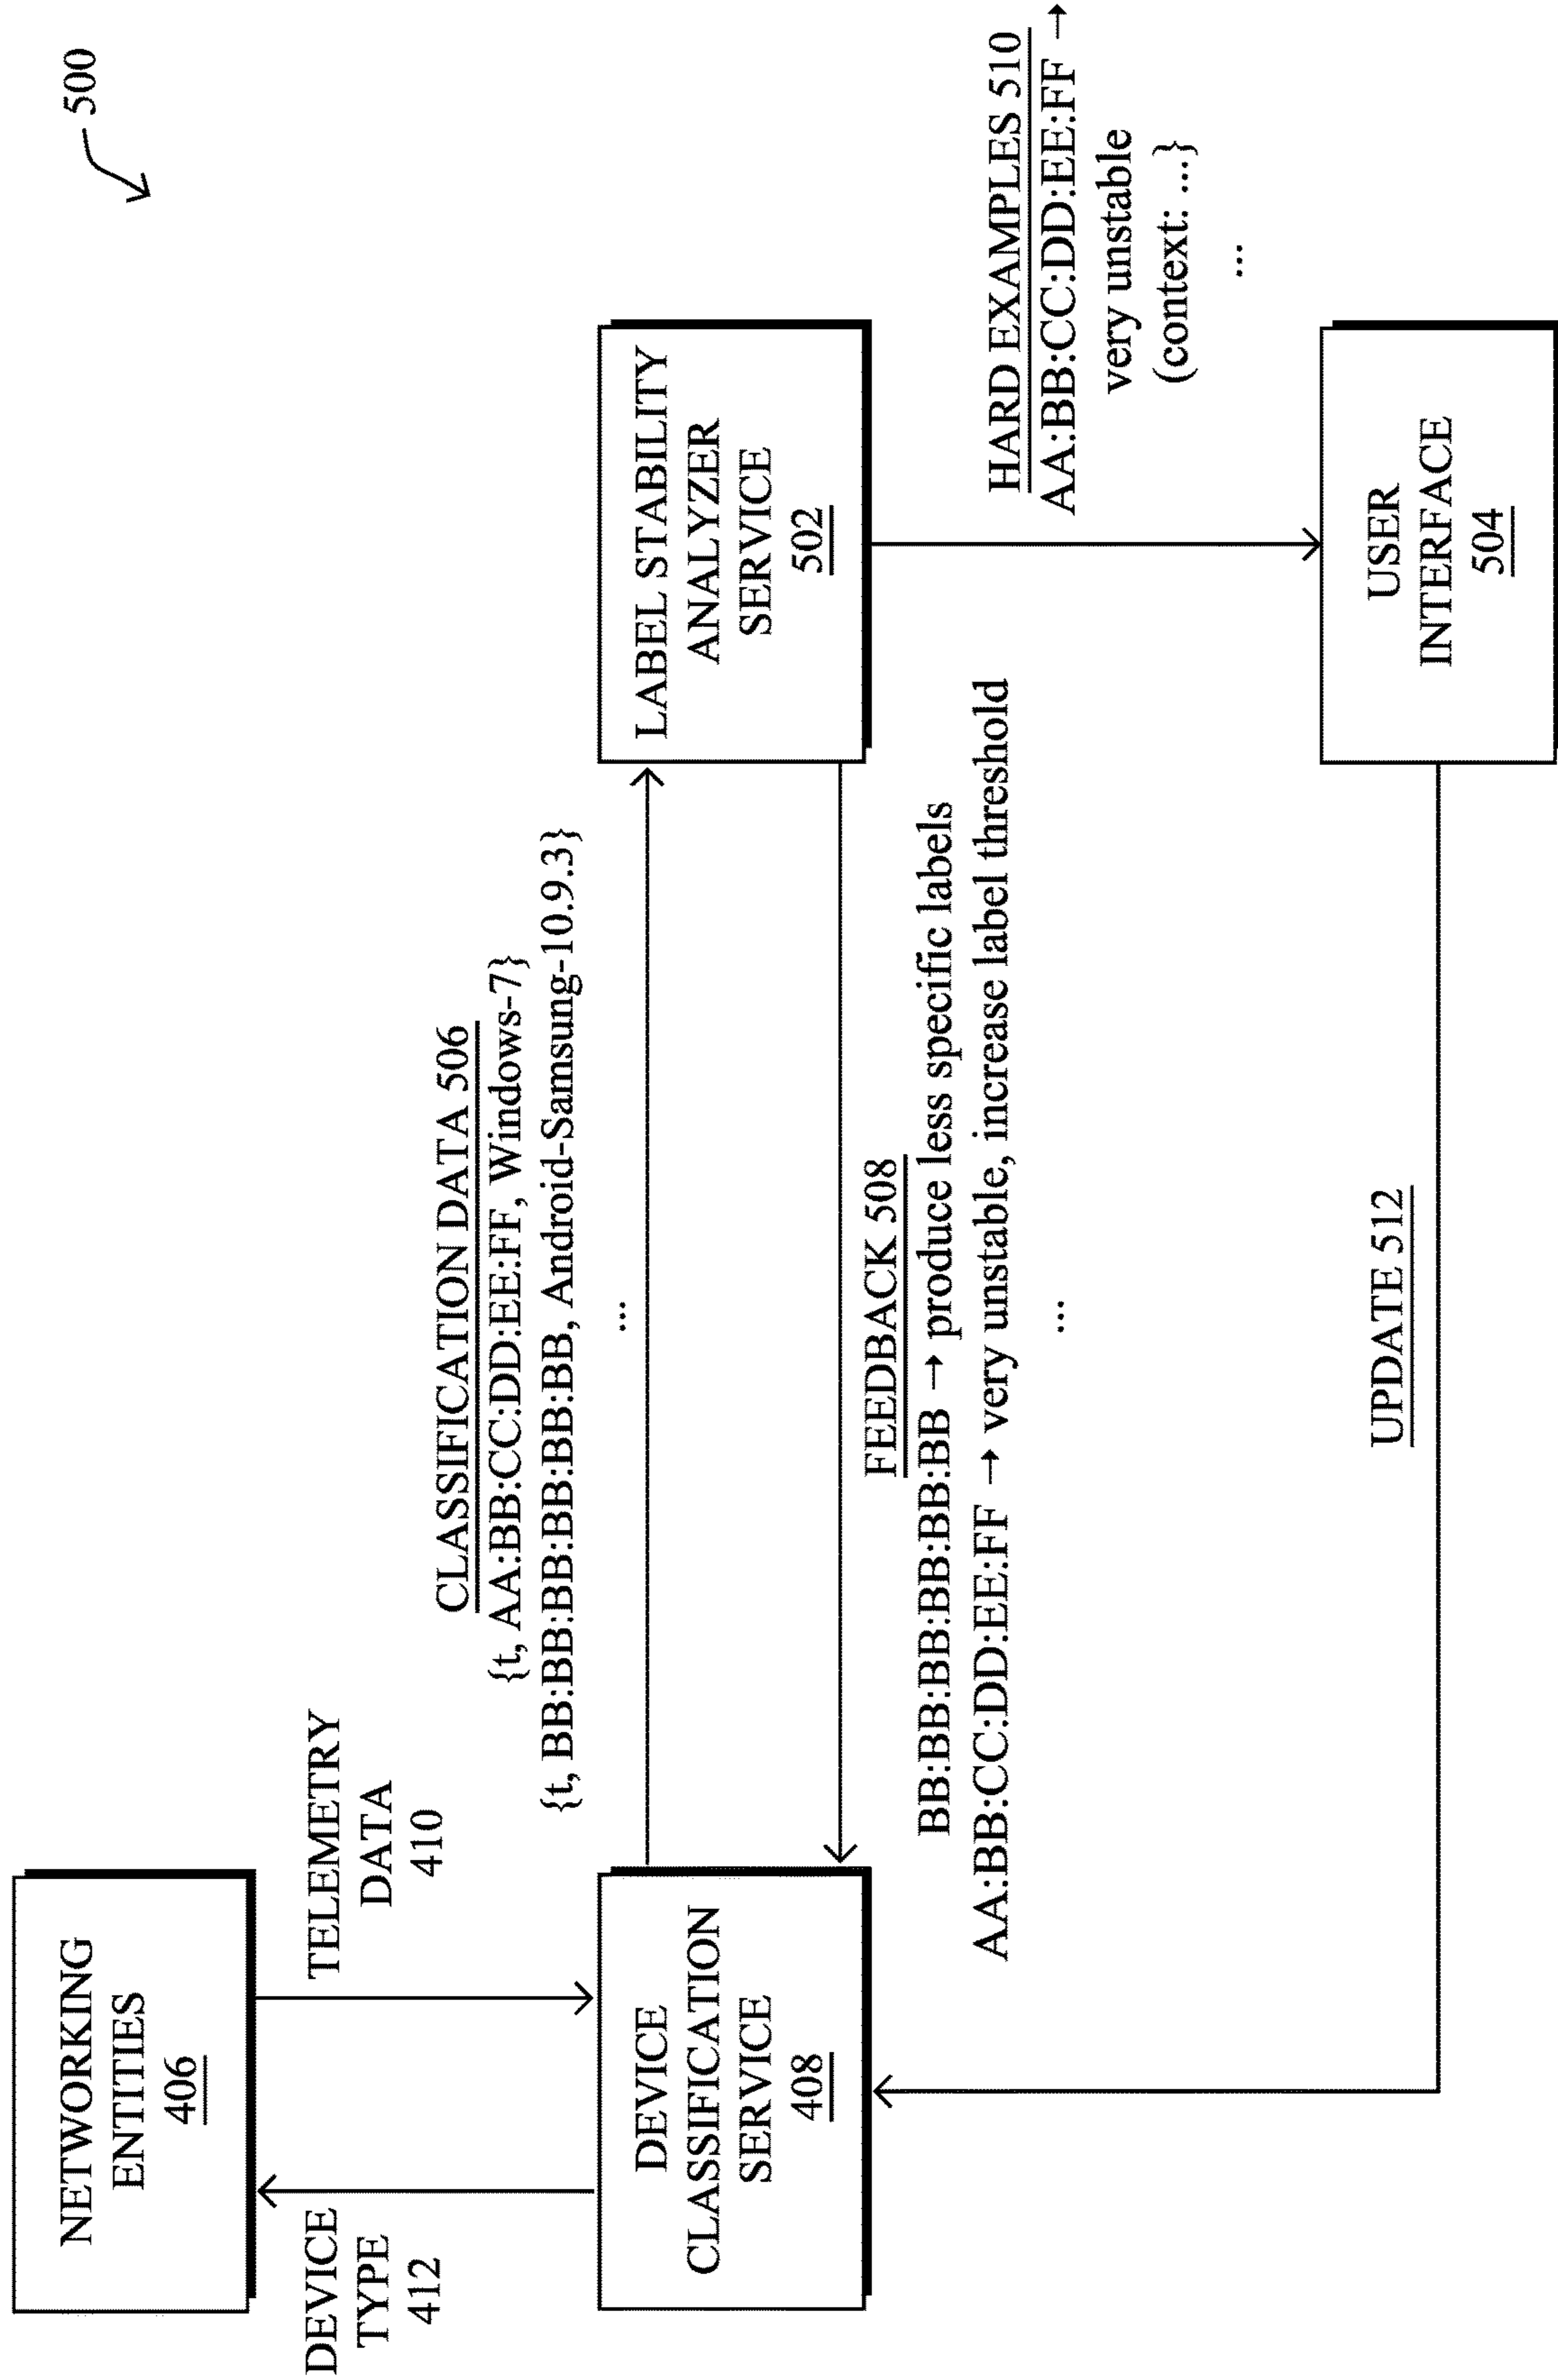 500
NETWORKING
ENTITIES
406
DEVICE
TYPE
412
TELEMETRY
DATA
410
DEVICE
CLASSIFICATION
SERVICE
408
CLASSIFICATION DATA 506
{t, AA:BB:CC:DD:EE:FF, Windows-7}
{t, BB:BB:BB:BB:BB:BB:BB, Android-Samsung-10.9.3}
...
LABEL STABILITY
ANALYZER
SERVICE
502
FEEDBACK 508
BB:BB:BB:BB:BB:BB:BB → produce less specific labels
AA:BB:CC:DD:EE:FF → very unstable, increase label threshold
...
HARD EXAMPLES 510
AA:BB:CC:DD:EE:FF →
very unstable
(context: ...}
...
USER
INTERFACE
504
UPDATE 512